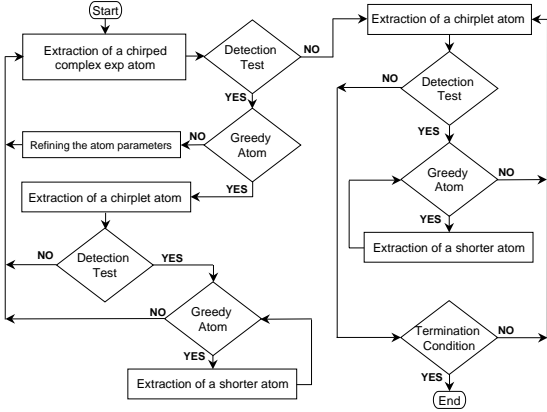 Start
Extraction of a chirped
complex exp atom
Detection
Test
NO
YES
Greedy
Atom
NO
Refining the atom parameters
YES
Extraction of a chirplet atom
Detection
Test
NO
YES
Greedy
Atom
NO
YES
Extraction of a shorter atom
Extraction of a chirplet atom
Detection
Test
NO
YES
Greedy
Atom
NO
YES
Extraction of a shorter atom
Termination
Condition
NO
YES
End